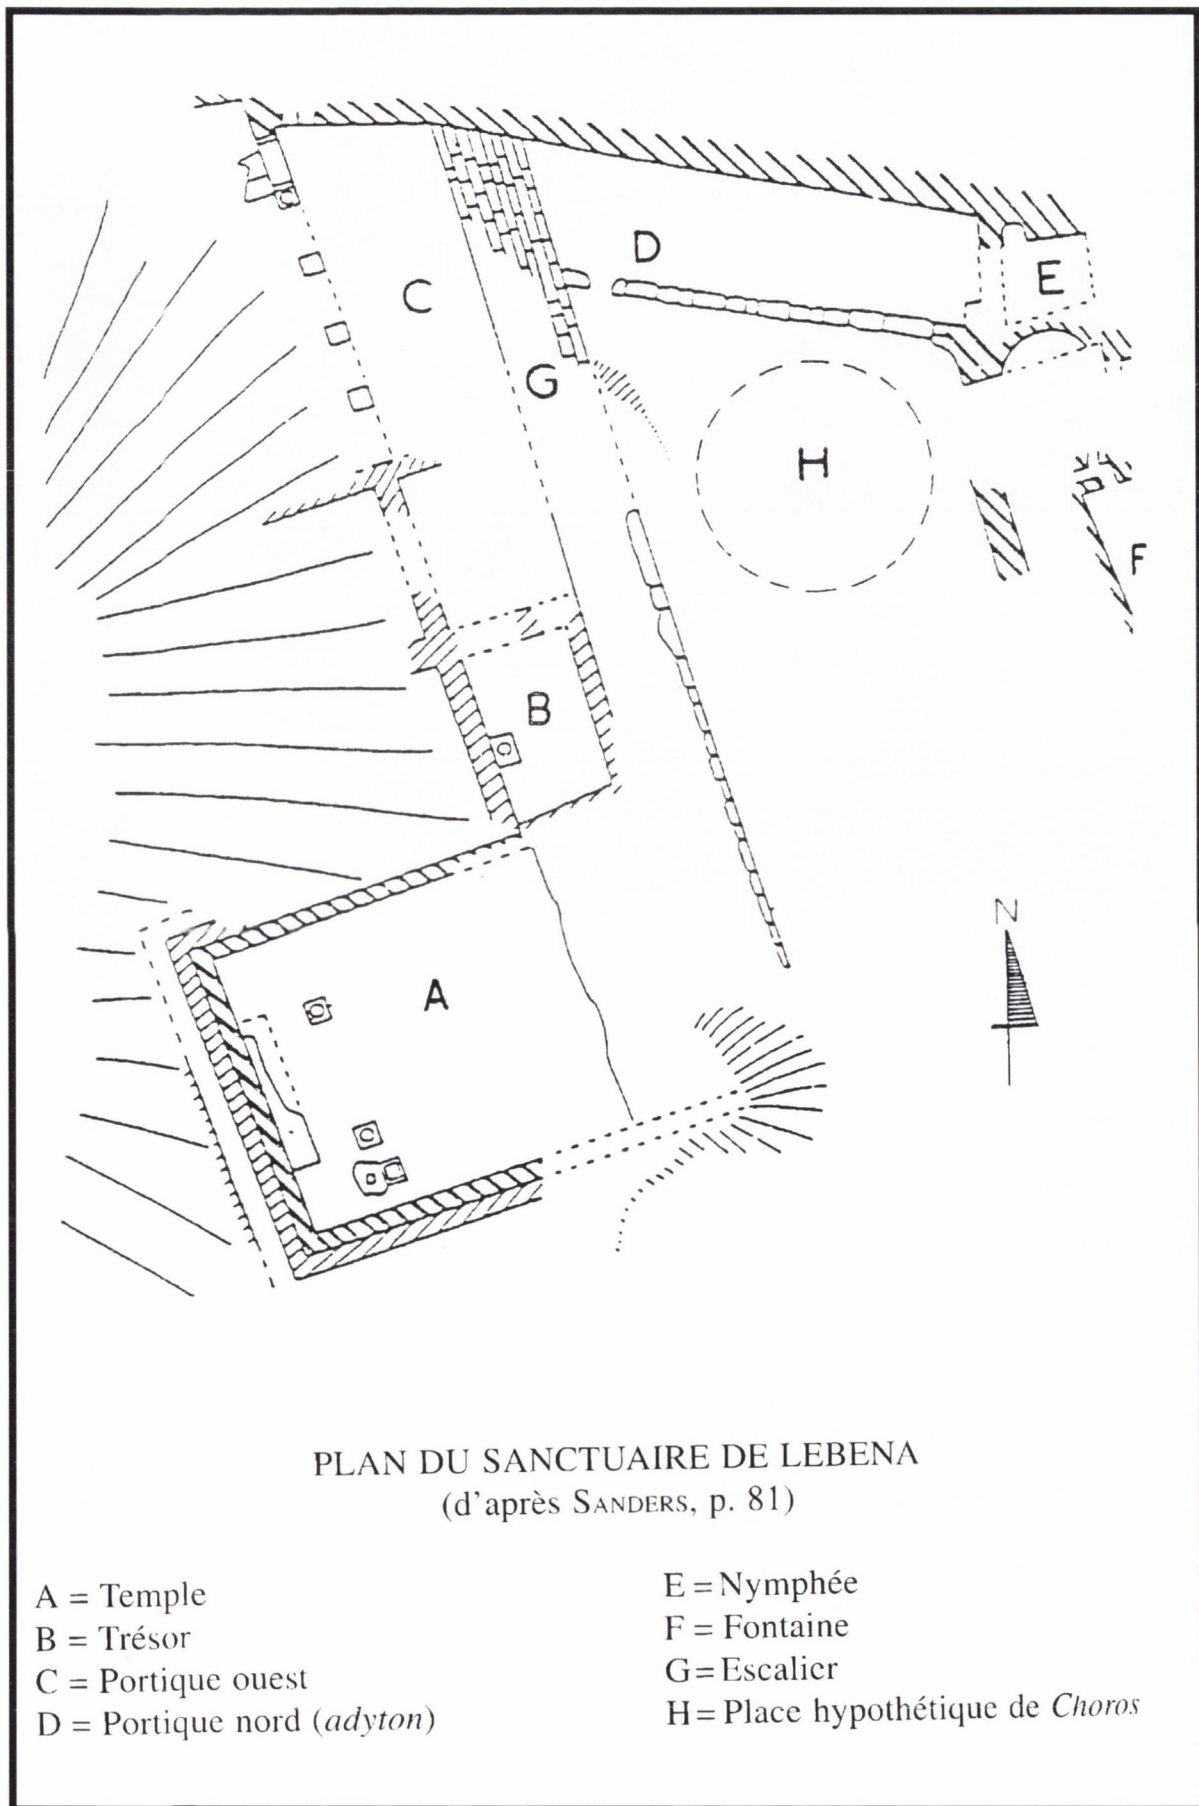 D
E
C
G
H
F
B
N
A
PLAN DU SANCTUAIRE DE LEBENA
(d'après SANDERS, p. 81)
A = Temple
B = Trésor
C = Portique ouest
D = Portique nord (adyton)
E = Nymphée
F = Fontaine
G = Escalier
H = Place hypothétique de Choros